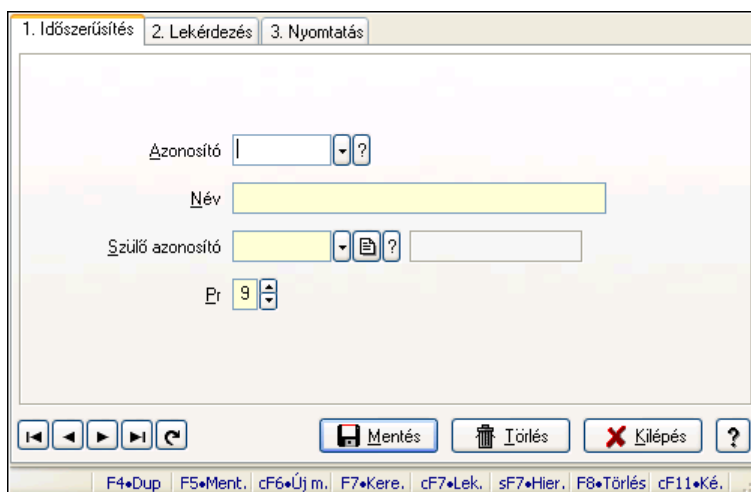 1. Időszerűsítés 2. Lekérdezés 3. Nyomtatás
Azonosító ?
Név
Szülő azonosító ?
Pr 9
Mentés Törlés Kilépés ?
F4•Dup F5•Ment. cF6•Új m. F7•Kere. cF7•Lek. sF7•Hier. F8•Törlés cF11•Ké.